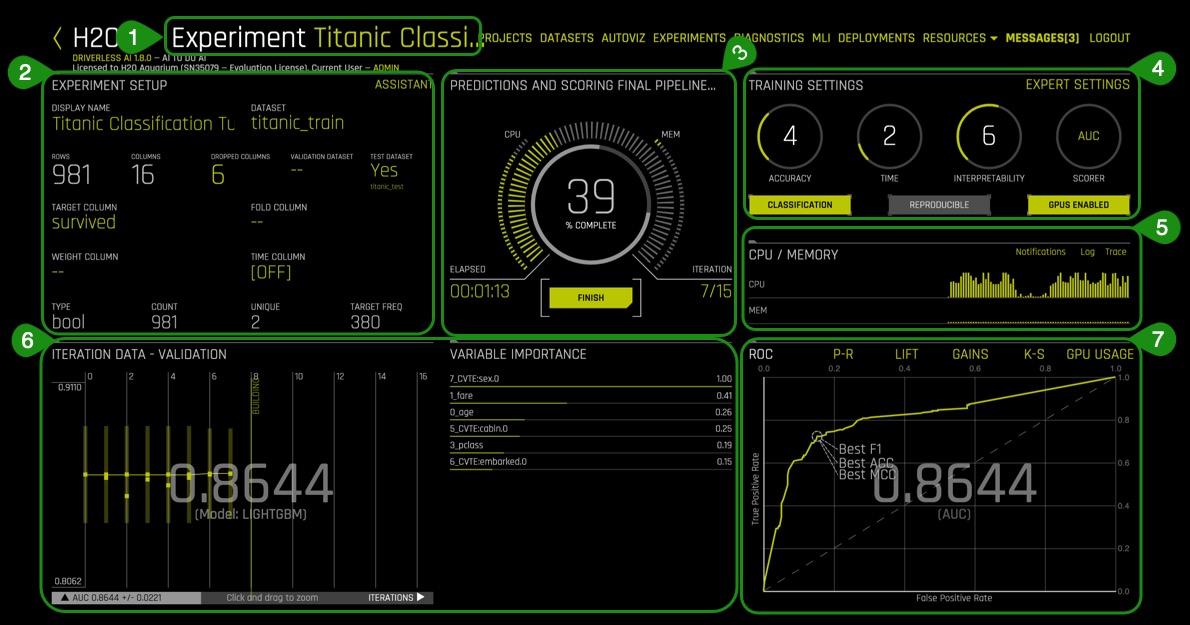 H2O
1
Experiment Titanic Classi...
PROJECTS DATASETS AUTOVIZ EXPERIMENTS DIAGNOSTICS MLI DEPLOYMENTS RESOURCES MESSAGES[3] LOGOUT
DRIVERLESS AI 1.8.0 – AI TO DO AI
Licensed to H2O Aquarium (SN35079 – Evaluation License), Current User – ADMIN
2
EXPERIMENT SETUP
ASSISTANT
DISPLAY NAME
DATASET
Titanic Classification Tu
titanic_train
ROWS
COLUMNS
DROPPED COLUMNS
VALIDATION DATASET
TEST DATASET
981
16
6
--
Yes
titanic_test
TARGET COLUMN
FOLD COLUMN
survived
--
WEIGHT COLUMN
TIME COLUMN
--
[OFF]
TYPE
COUNT
UNIQUE
TARGET FREQ
bool
981
2
380
3
PREDICTIONS AND SCORING FINAL PIPELINE...
CPU
MEM
39
% COMPLETE
ELAPSED
ITERATION
00:01:13
7/15
FINISH
4
TRAINING SETTINGS
EXPERT SETTINGS
4
2
6
AUC
ACCURACY
TIME
INTERPRETABILITY
SCORER
CLASSIFICATION
REPRODUCIBLE
GPUS ENABLED
5
CPU / MEMORY
Notifications
Log
Trace
CPU
MEM
6
ITERATION DATA - VALIDATION
0 2 4 6 8 10 12 14 16
0.9110
BUILDING
0.8644
(Model: LIGHTGBM)
0.8062
AUC 0.8644 +/- 0.0221
Click and drag to zoom
ITERATIONS
VARIABLE IMPORTANCE
7_CVTE:sex.0 1.00
1_fare 0.41
0_age 0.26
5_CVTE:cabin.0 0.25
3_pclass 0.19
6_CVTE:embarked.0 0.15
7
ROC
P-R
LIFT
GAINS
K-S
GPU USAGE
0.0 0.2 0.4 0.6 0.8 1.0
1.0
0.8
0.6
0.4
0.2
0.0
Best F1
Best ACC
Best MCC
0.8644
(AUC)
True Positive Rate
False Positive Rate